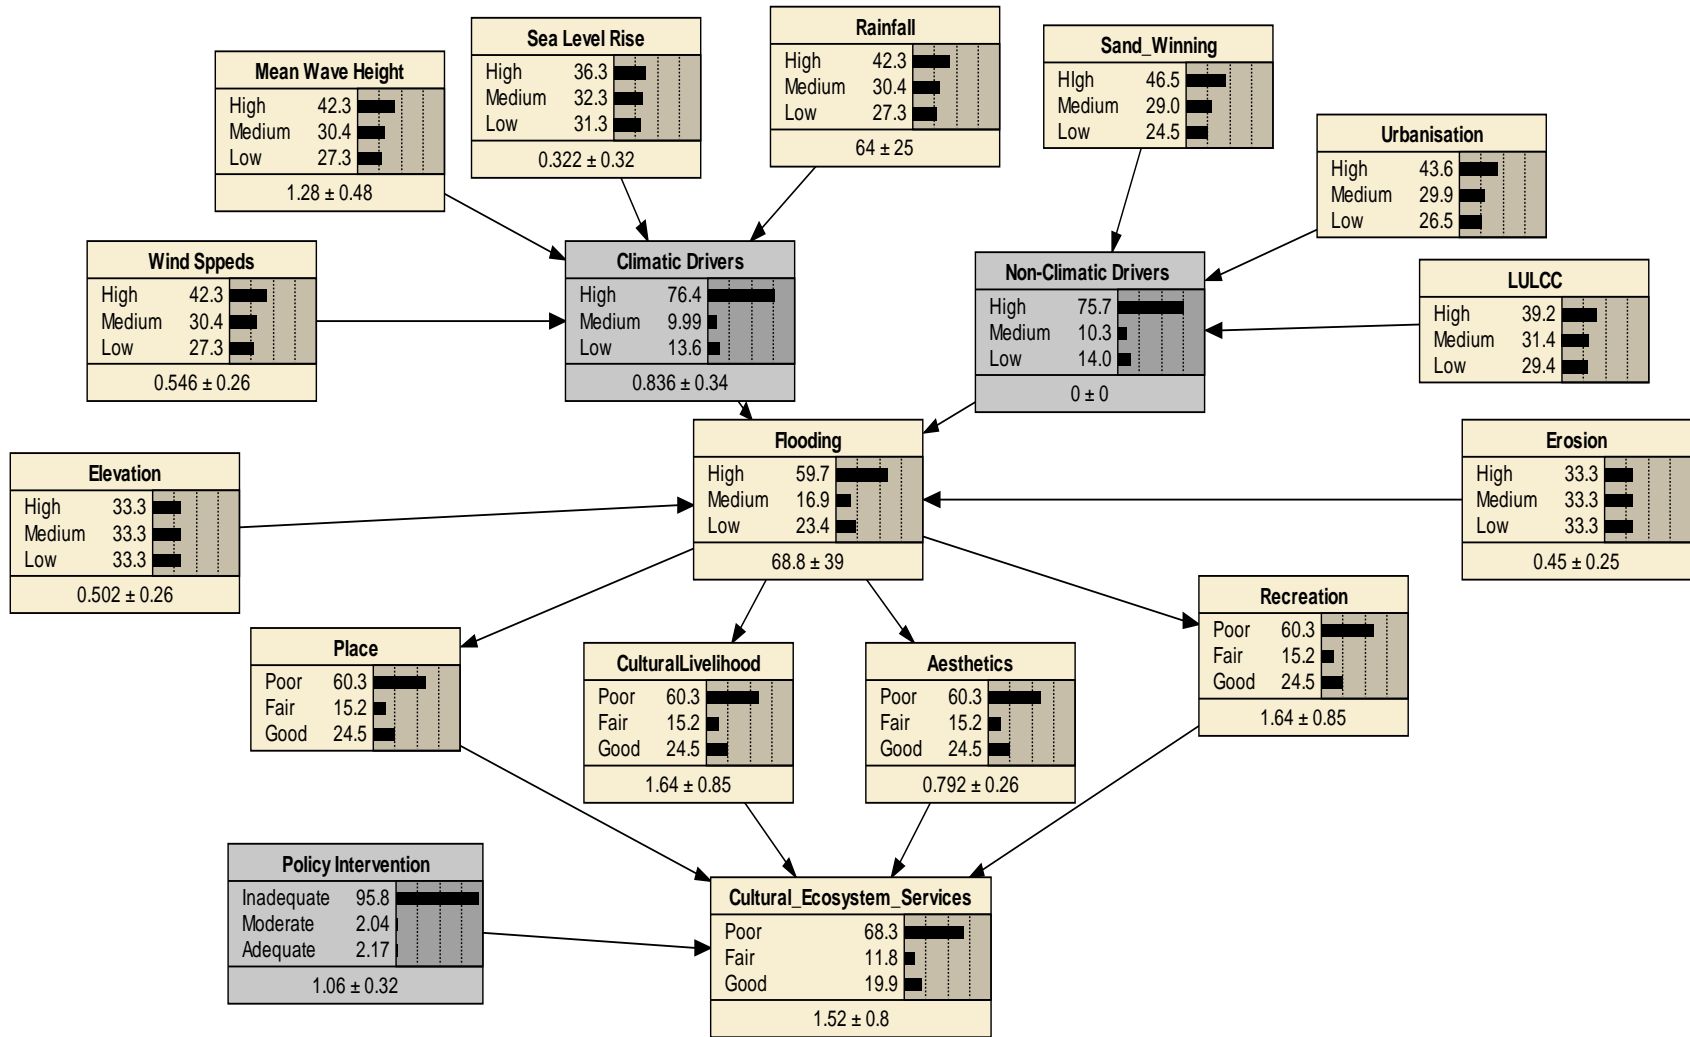 Mean Wave Height
High 42.3
Medium 30.4
Low 27.3
1.28 ± 0.48
Sea Level Rise
High 36.3
Medium 32.3
Low 31.3
0.322 ± 0.32
Rainfall
High 42.3
Medium 30.4
Low 27.3
64 ± 25
Sand_Winning
HIgh 46.5
Medium 29.0
Low 24.5
Urbanisation
High 43.6
Medium 29.9
Low 26.5
Wind Sppeds
High 42.3
Medium 30.4
Low 27.3
0.546 ± 0.26
Climatic Drivers
High 76.4
Medium 9.99
Low 13.6
0.836 ± 0.34
Non-Climatic Drivers
High 75.7
Medium 10.3
Low 14.0
0 ± 0
LULCC
High 39.2
Medium 31.4
Low 29.4
Elevation
High 33.3
Medium 33.3
Low 33.3
0.502 ± 0.26
Flooding
High 59.7
Medium 16.9
Low 23.4
68.8 ± 39
Erosion
High 33.3
Medium 33.3
Low 33.3
0.45 ± 0.25
Place
Poor 60.3
Fair 15.2
Good 24.5
CulturalLivelihood
Poor 60.3
Fair 15.2
Good 24.5
1.64 ± 0.85
Aesthetics
Poor 60.3
Fair 15.2
Good 24.5
0.792 ± 0.26
Recreation
Poor 60.3
Fair 15.2
Good 24.5
1.64 ± 0.85
Policy Intervention
Inadequate 95.8
Moderate 2.04
Adequate 2.17
1.06 ± 0.32
Cultural_Ecosystem_Services
Poor 68.3
Fair 11.8
Good 19.9
1.52 ± 0.8